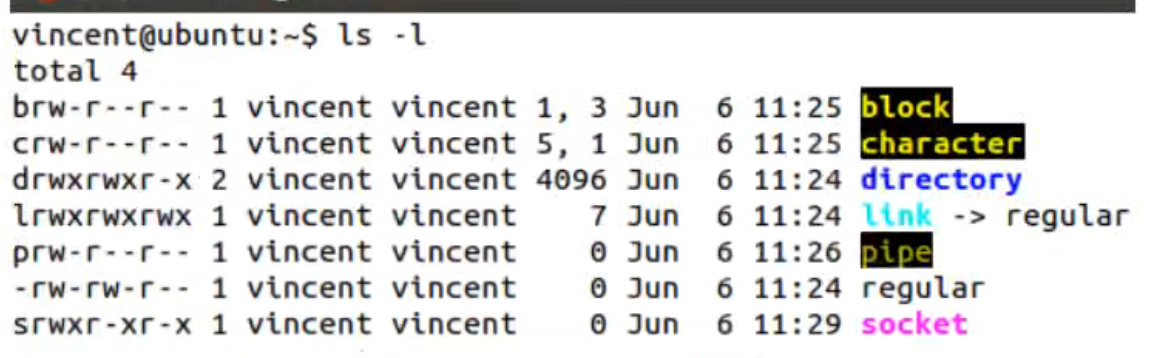 vincent@ubuntu:~$ ls -l
total 4
brw-r--r-- 1 vincent vincent 1, 3 Jun  6 11:25 block
crw-r--r-- 1 vincent vincent 5, 1 Jun  6 11:25 character
drwxrwxr-x 2 vincent vincent 4096 Jun  6 11:24 directory
lrwxrwxrwx 1 vincent vincent    7 Jun  6 11:24 link -> regular
prw-r--r-- 1 vincent vincent    0 Jun  6 11:26 pipe
-rw-rw-r-- 1 vincent vincent    0 Jun  6 11:24 regular
srwxr-xr-x 1 vincent vincent    0 Jun  6 11:29 socket